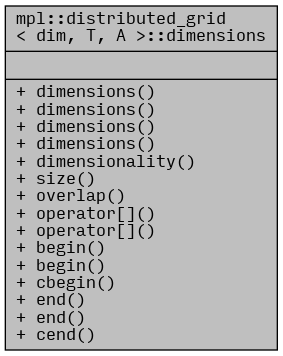 mpl::distributed_grid
< dim, T, A >::dimensions
+ dimensions()
+ dimensions()
+ dimensions()
+ dimensions()
+ dimensionality()
+ size()
+ overlap()
+ operator[]()
+ operator[]()
+ begin()
+ begin()
+ cbegin()
+ end()
+ end()
+ cend()